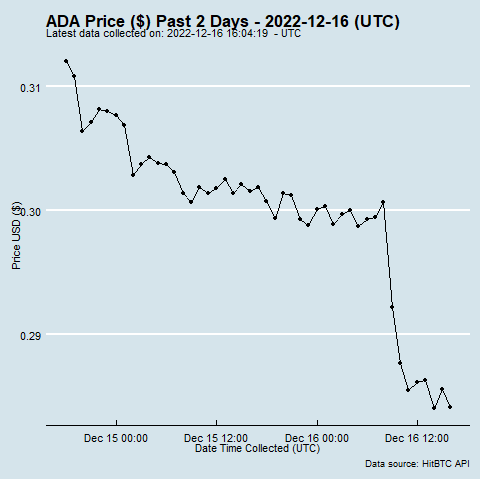 ADA Price ($) Past 2 Days - 2022-12-16 (UTC)
Latest data collected on: 2022-12-16 16:04:19 - UTC
0.31
0.30
0.29
Price USD ($)
Dec 15 00:00
Dec 15 12:00
Dec 16 00:00
Dec 16 12:00
Date Time Collected (UTC)
Data source: HitBTC API